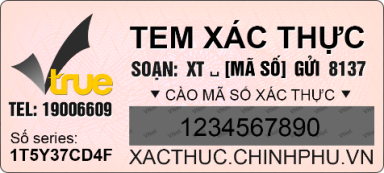 TEM XÁC THỰC
true
SOẠN: XT ␣ [MÃ SỐ] GỬI 8137
TEL: 19006609
▼ CÀO MÃ SỐ XÁC THỰC ▼
1234567890
Số series:
1T5Y37CD4F
XACTHUC.CHINHPHU.VN